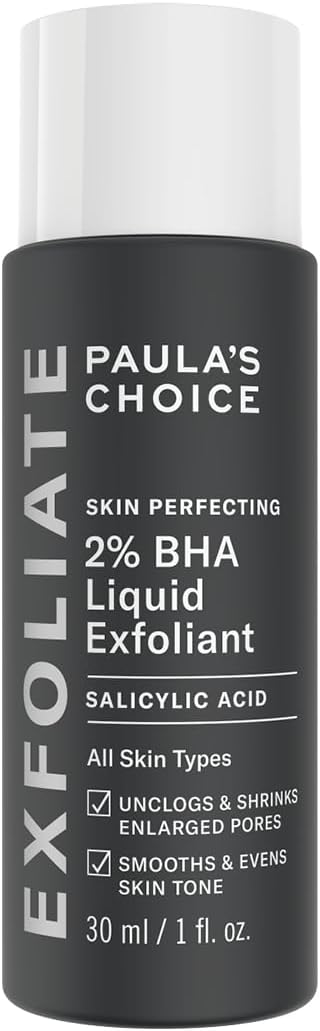 EXFOLIATE
PAULA'S
CHOICE
SKIN PERFECTING
2% BHA
Liquid
Exfoliant
SALICYLIC ACID
All Skin Types
UNCLOGS & SHRINKS
ENLARGED PORES
SMOOTHS & EVENS
SKIN TONE
30 ml / 1 fl. oz.